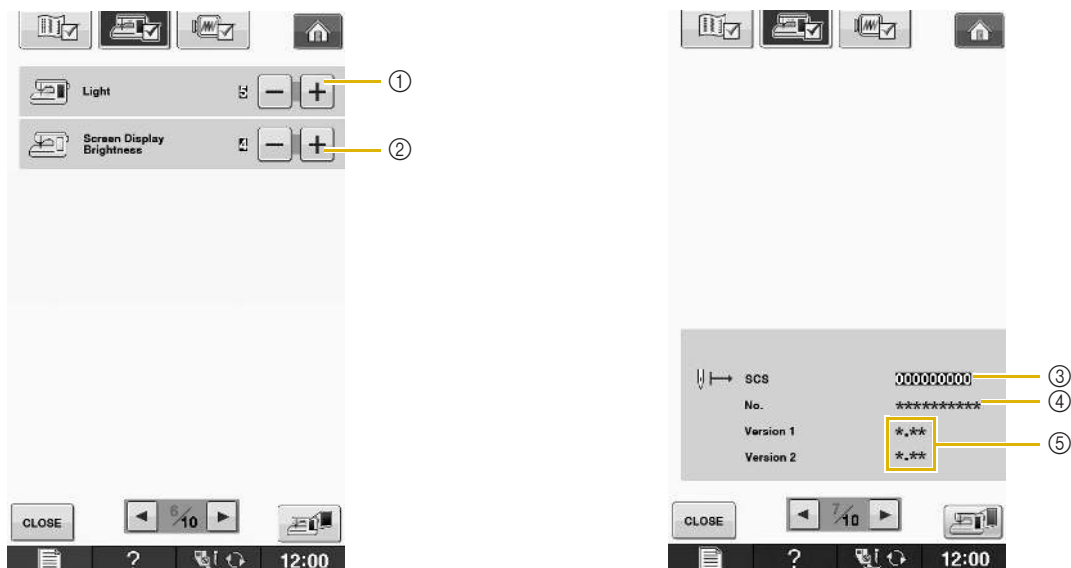 Light 5 − + ①
Screen Display
Brightness 4 − + ②
CLOSE 6/10
? 12:00
SCS 000000000 ③
No. ********** ④
Version 1 *.**
Version 2 *.** ⑤
CLOSE 7/10
? 12:00